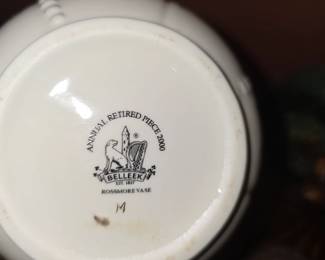 ANNUAL RETIRED PIECE 2000
®
BELLEEK
EST. 1857
ROSSMORE VASE
M